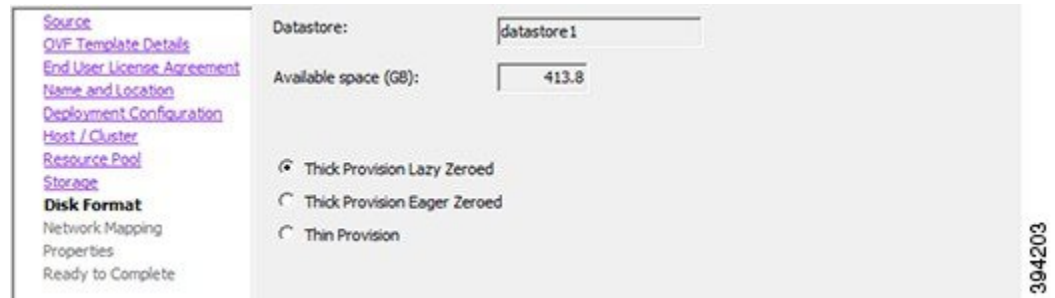 Source
OVF Template Details
End User License Agreement
Name and Location
Deployment Configuration
Host / Cluster
Resource Pool
Storage
Disk Format
Network Mapping
Properties
Ready to Complete
Datastore: datastore1
Available space (GB): 413.8
Thick Provision Lazy Zeroed
Thick Provision Eager Zeroed
Thin Provision
394203